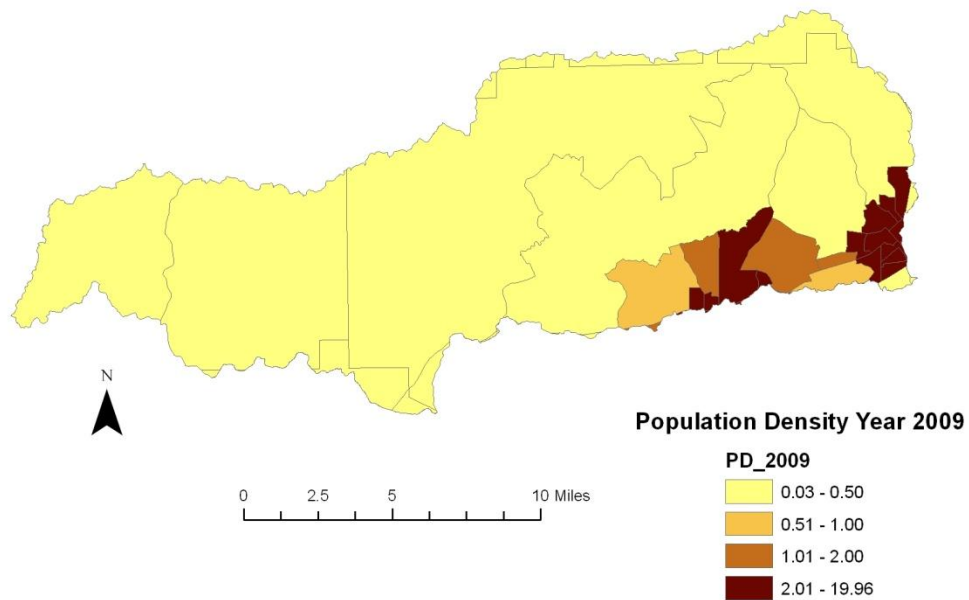 N
0 2.5 5 10 Miles
Population Density Year 2009
PD_2009
0.03 - 0.50
0.51 - 1.00
1.01 - 2.00
2.01 - 19.96